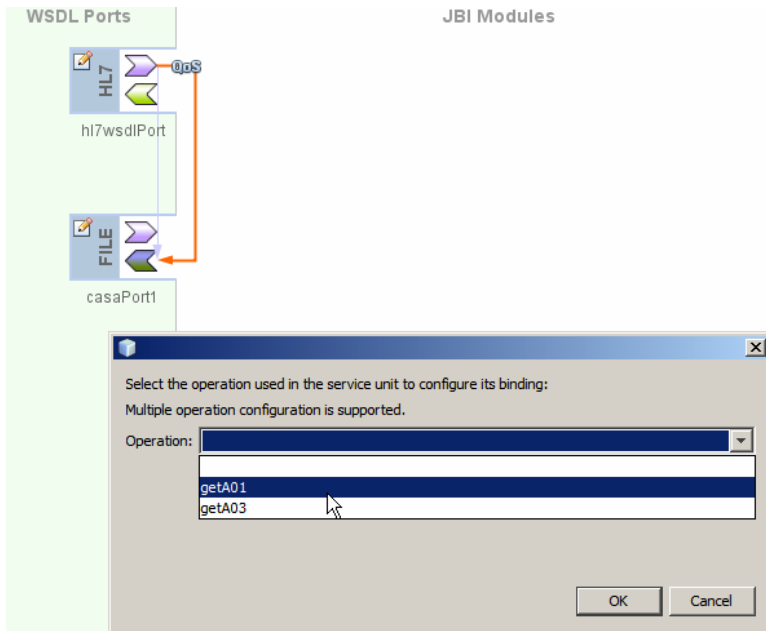 WSDL Ports
JBI Modules
HL7
QoS
hl7wsdlPort
FILE
casaPort1
Select the operation used in the service unit to configure its binding:
Multiple operation configuration is supported.
Operation:
getA01
getA03
OK
Cancel